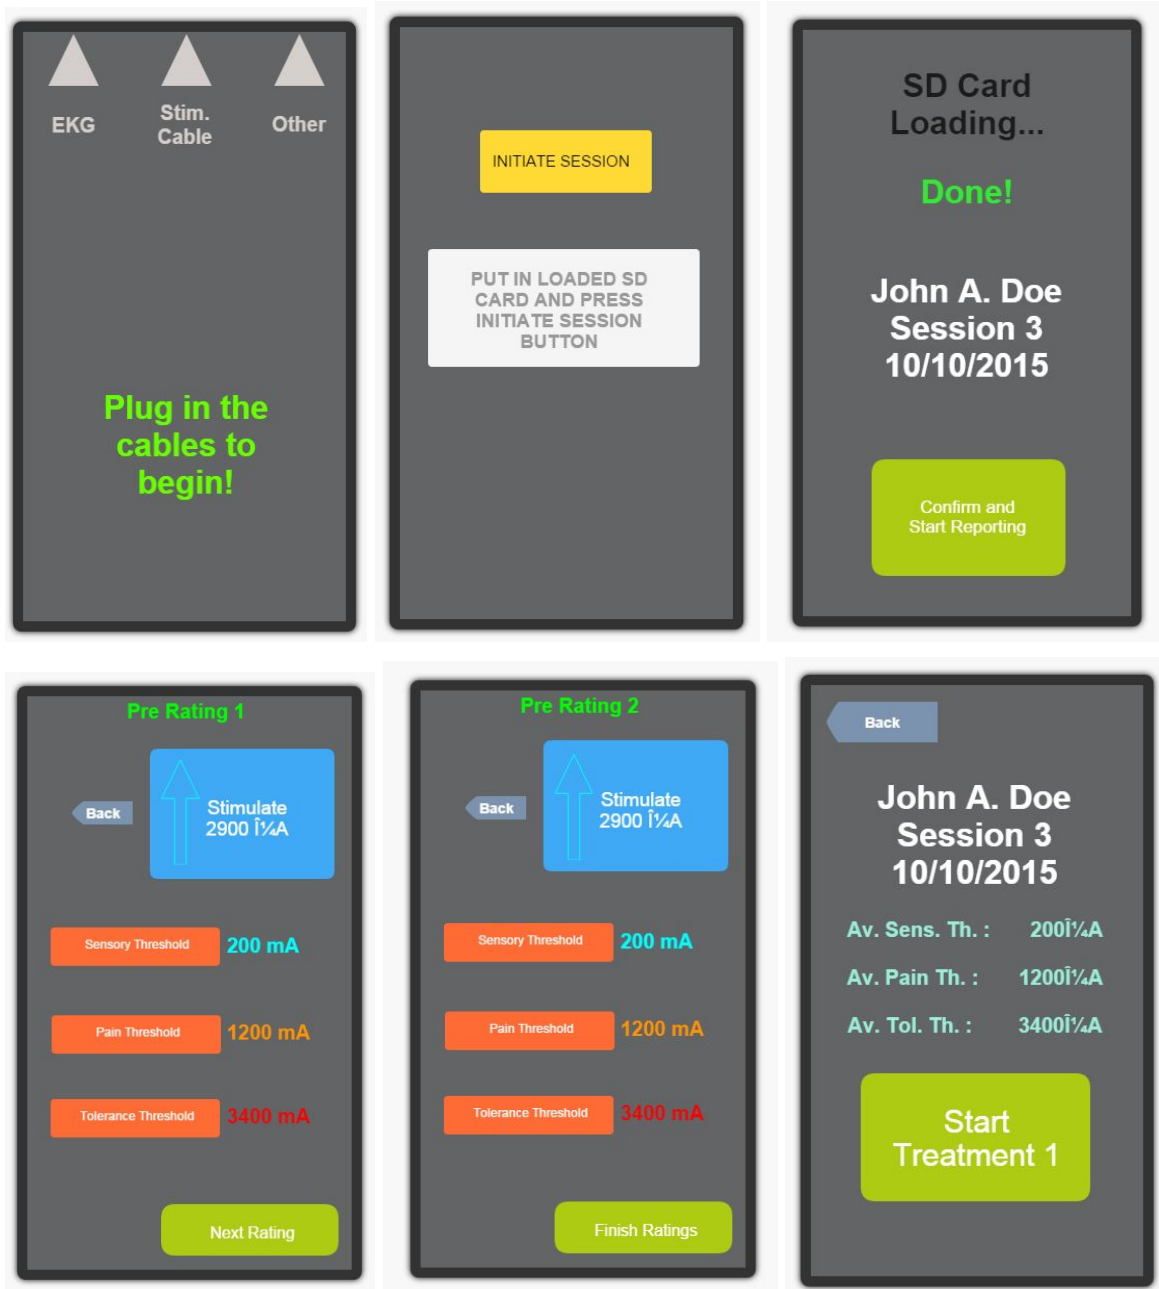 EKG
Stim.
Cable
Other
Plug in the
cables to
begin!
INITIATE SESSION
PUT IN LOADED SD
CARD AND PRESS
INITIATE SESSION
BUTTON
SD Card
Loading...
Done!
John A. Doe
Session 3
10/10/2015
Confirm and
Start Reporting
Pre Rating 1
Back
Stimulate
2900 Î¼A
Sensory Threshold 200 mA
Pain Threshold 1200 mA
Tolerance Threshold 3400 mA
Next Rating
Pre Rating 2
Back
Stimulate
2900 Î¼A
Sensory Threshold 200 mA
Pain Threshold 1200 mA
Tolerance Threshold 3400 mA
Finish Ratings
Back
John A. Doe
Session 3
10/10/2015
Av. Sens. Th. : 200Î¼A
Av. Pain Th. : 1200Î¼A
Av. Tol. Th. : 3400Î¼A
Start
Treatment 1